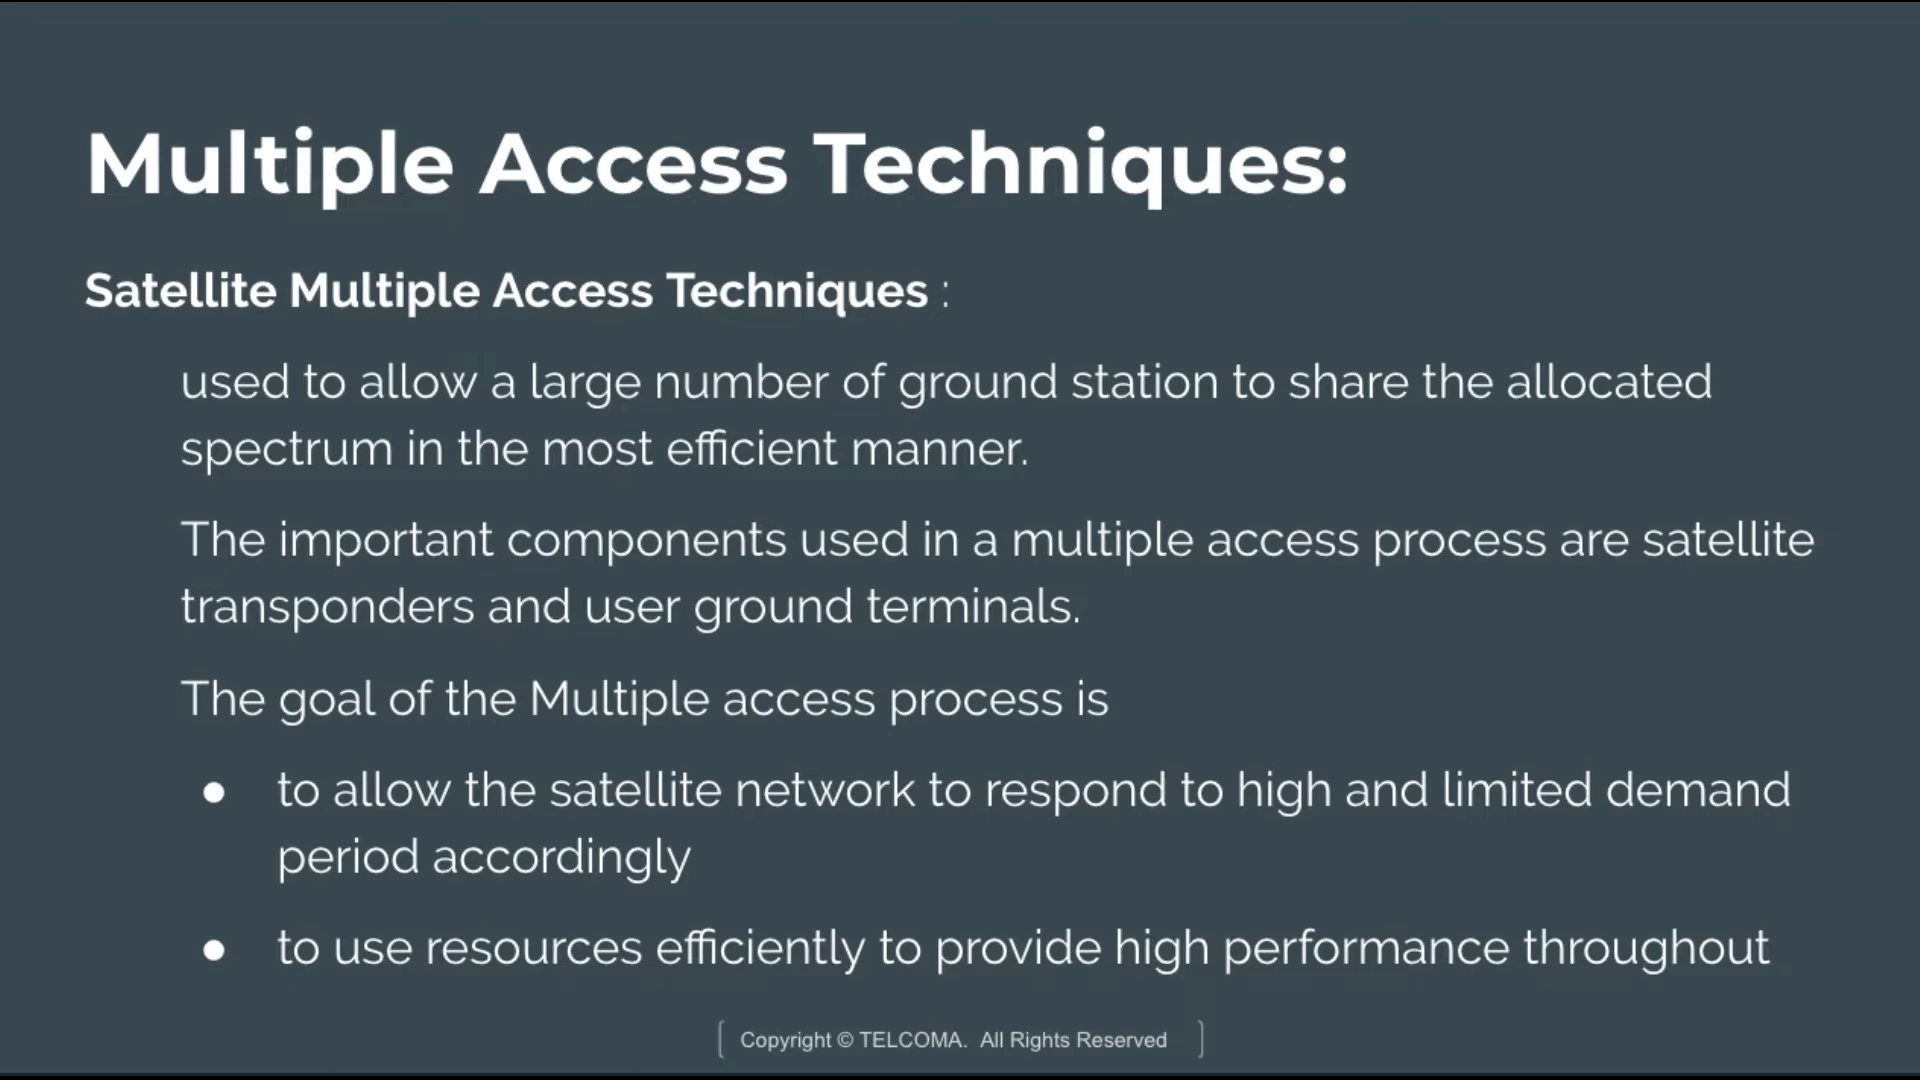 Multiple Access Techniques:
Satellite Multiple Access Techniques :
used to allow a large number of ground station to share the allocated
spectrum in the most efficient manner.
The important components used in a multiple access process are satellite
transponders and user ground terminals.
The goal of the Multiple access process is
● to allow the satellite network to respond to high and limited demand
period accordingly
● to use resources efficiently to provide high performance throughout
[ Copyright © TELCOMA. All Rights Reserved ]